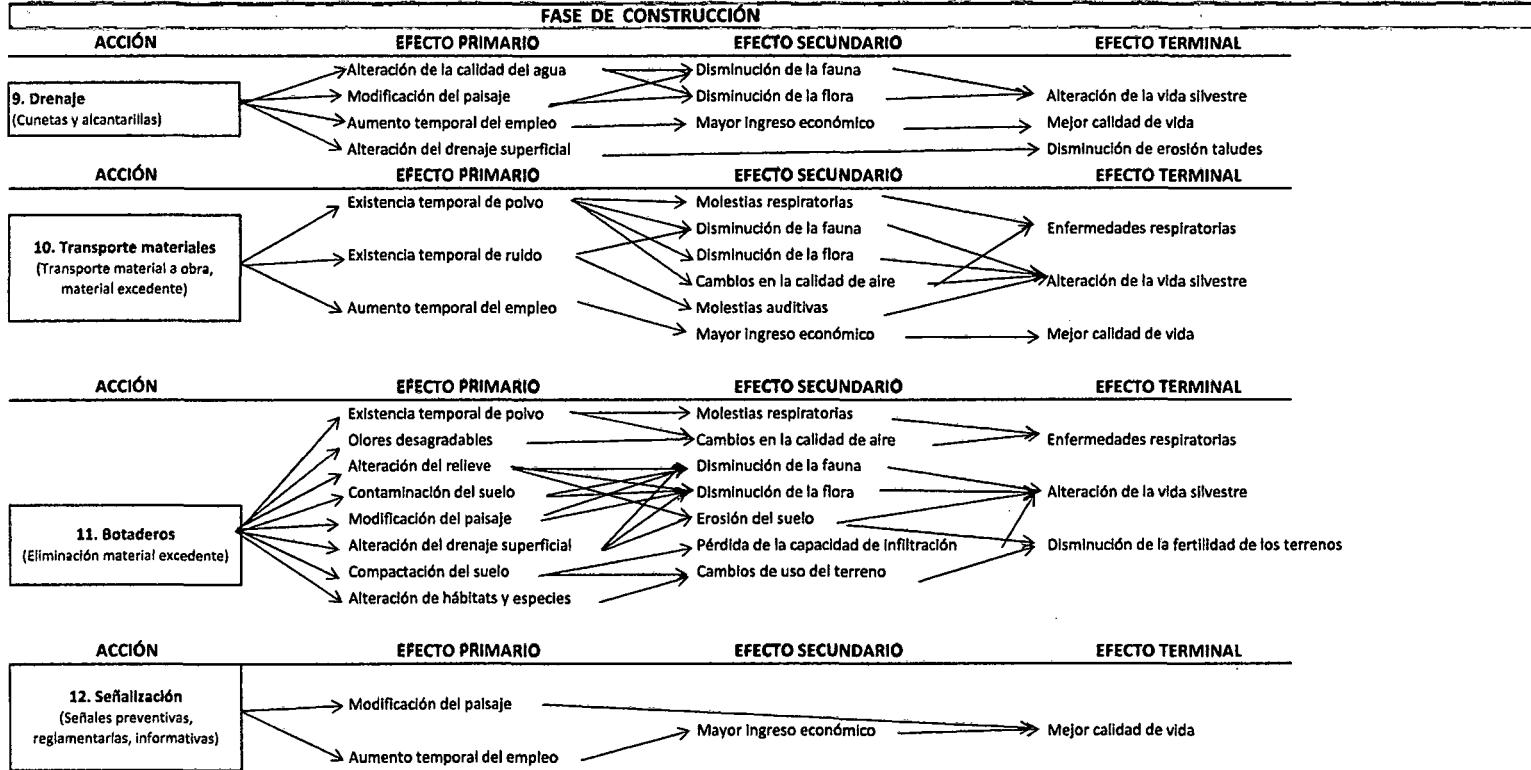 FASE DE CONSTRUCCIÓN
ACCIÓN EFECTO PRIMARIO EFECTO SECUNDARIO EFECTO TERMINAL
9. Drenaje
(Cunetas y alcantarillas)
Alteración de la calidad del agua Disminución de la fauna
Modificación del paisaje Disminución de la flora Alteración de la vida silvestre
Aumento temporal del empleo Mayor ingreso económico Mejor calidad de vida
Alteración del drenaje superficial Disminución de erosión taludes
ACCIÓN EFECTO PRIMARIO EFECTO SECUNDARIO EFECTO TERMINAL
10. Transporte materiales
(Transporte material a obra,
material excedente)
Existencia temporal de polvo Molestias respiratorias
Disminución de la fauna Enfermedades respiratorias
Existencia temporal de ruido Disminución de la flora
Cambios en la calidad de aire Alteración de la vida silvestre
Aumento temporal del empleo Molestias auditivas
Mayor ingreso económico Mejor calidad de vida
ACCIÓN EFECTO PRIMARIO EFECTO SECUNDARIO EFECTO TERMINAL
11. Botaderos
(Eliminación material excedente)
Existencia temporal de polvo Molestias respiratorias
Olores desagradables Cambios en la calidad de aire Enfermedades respiratorias
Alteración del relieve Disminución de la fauna
Contaminación del suelo Disminución de la flora Alteración de la vida silvestre
Modificación del paisaje Erosión del suelo
Alteración del drenaje superficial Pérdida de la capacidad de infiltración Disminución de la fertilidad de los terrenos
Compactación del suelo Cambios de uso del terreno
Alteración de hábitats y especies
ACCIÓN EFECTO PRIMARIO EFECTO SECUNDARIO EFECTO TERMINAL
12. Señalización
(Señales preventivas,
reglamentarias, informativas)
Modificación del paisaje
Mayor ingreso económico Mejor calidad de vida
Aumento temporal del empleo